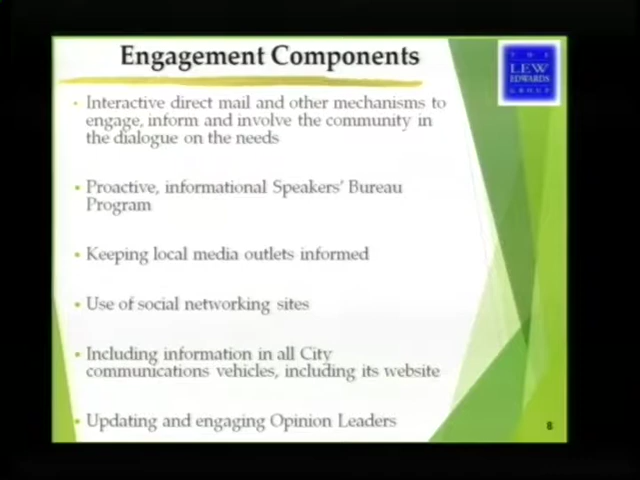 Engagement Components
THE
LEW
EDWARDS
GROUP
• Interactive direct mail and other mechanisms to
engage, inform and involve the community in
the dialogue on the needs
• Proactive, informational Speakers' Bureau
Program
• Keeping local media outlets informed
• Use of social networking sites
• Including information in all City
communications vehicles, including its website
• Updating and engaging Opinion Leaders
8